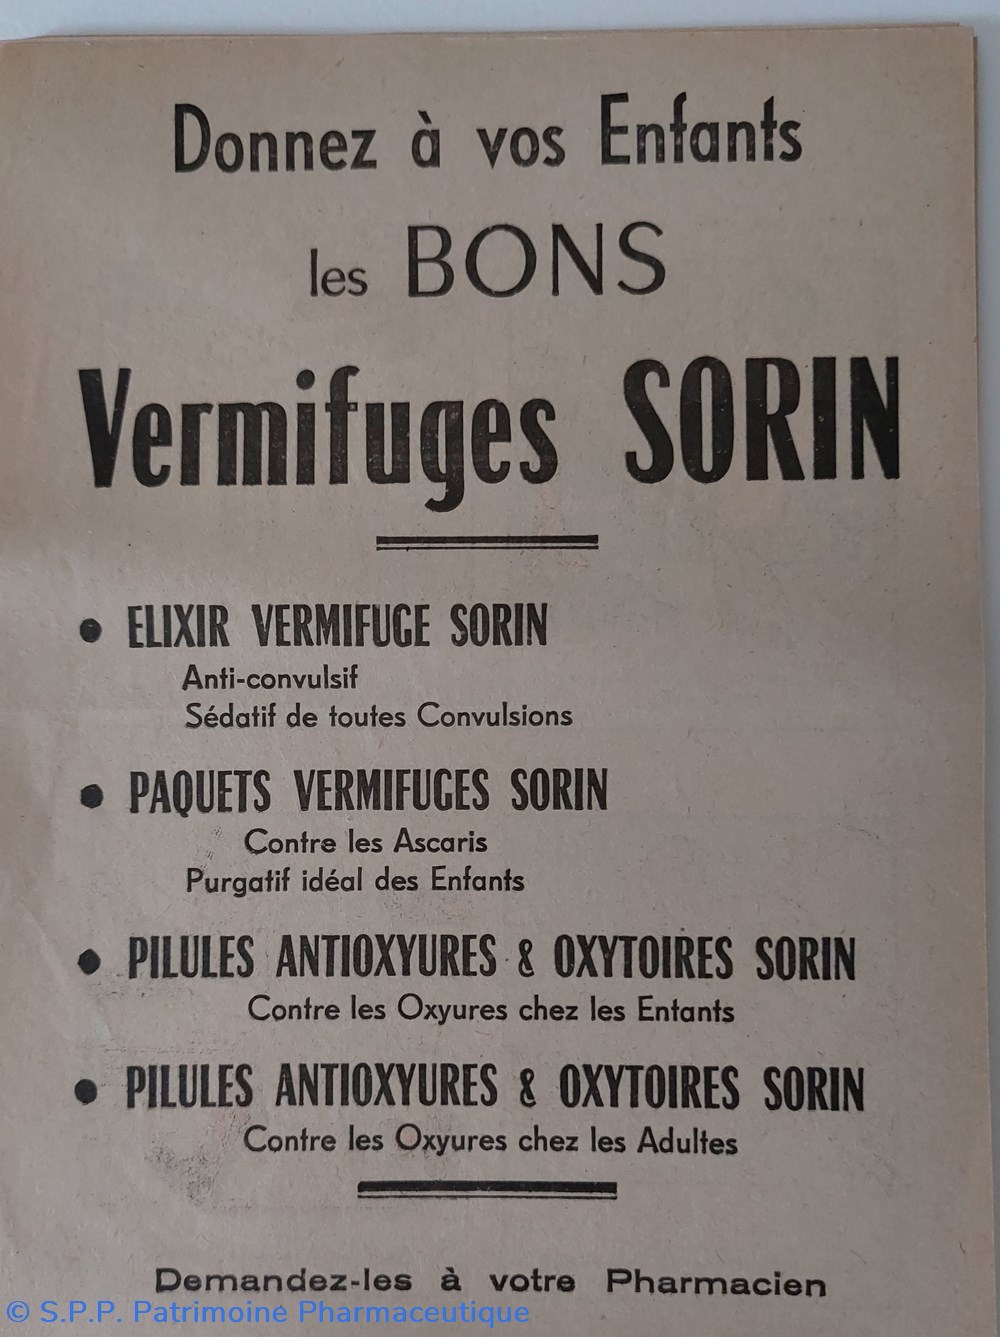 Donnez à vos Enfants
les BONS
Vermifuges SORIN
• ELIXIR VERMIFUGE SORIN
Anti-convulsif
Sédatif de toutes Convulsions
• PAQUETS VERMIFUGES SORIN
Contre les Ascaris
Purgatif idéal des Enfants
• PILULES ANTIOXYURES & OXYTOIRES SORIN
Contre les Oxyures chez les Enfants
• PILULES ANTIOXYURES & OXYTOIRES SORIN
Contre les Oxyures chez les Adultes
Demandez-les à votre Pharmacien
© S.P.P. Patrimoine Pharmaceutique